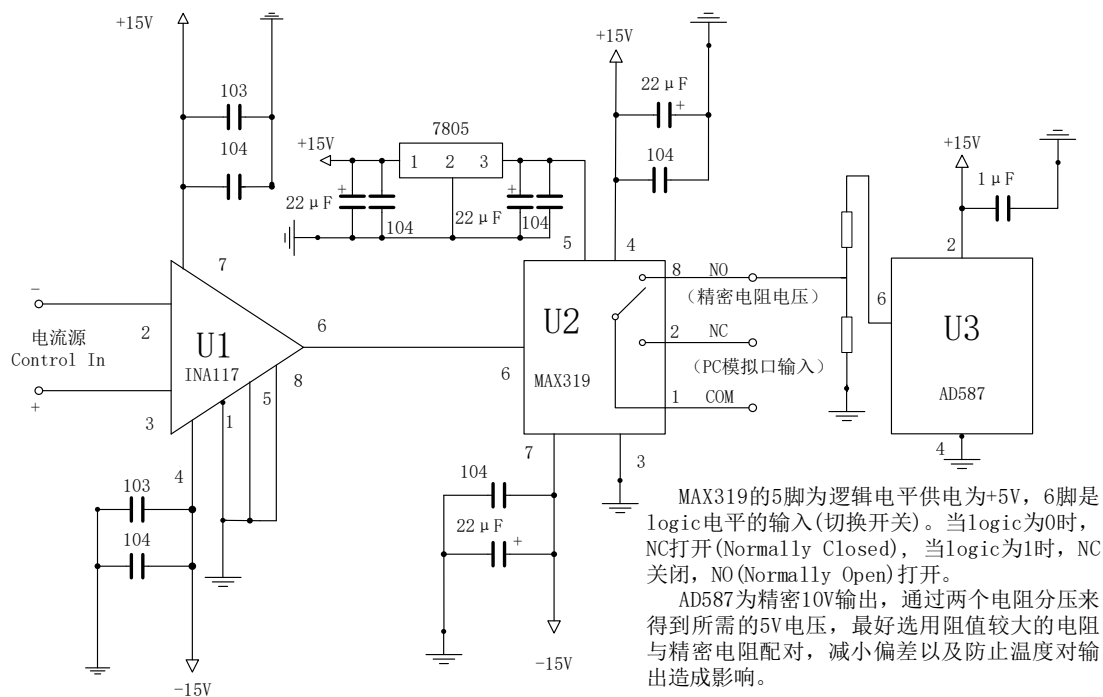 +15V
103
104
7
-
2
电流源
Control In
+
3
U1
INA117
6
8
5
1
4
103
104
-15V
+15V
7805
1 2 3
+
22μF
104
22μF
+
104
5
+15V
22μF
+
104
4
U2
MAX319
6
8 NO
(精密电阻电压)
2 NC
(PC模拟口输入)
1 COM
7
3
104
22μF
+
-15V
+15V
1μF
2
6
U3
AD587
4
MAX319的5脚为逻辑电平供电为+5V，6脚是
logic电平的输入(切换开关)。当logic为0时，
NC打开(Normally Closed), 当logic为1时，NC
关闭，NO(Normally Open)打开。
AD587为精密10V输出，通过两个电阻分压来
得到所需的5V电压，最好选用阻值较大的电阻
与精密电阻配对，减小偏差以及防止温度对输
出造成影响。